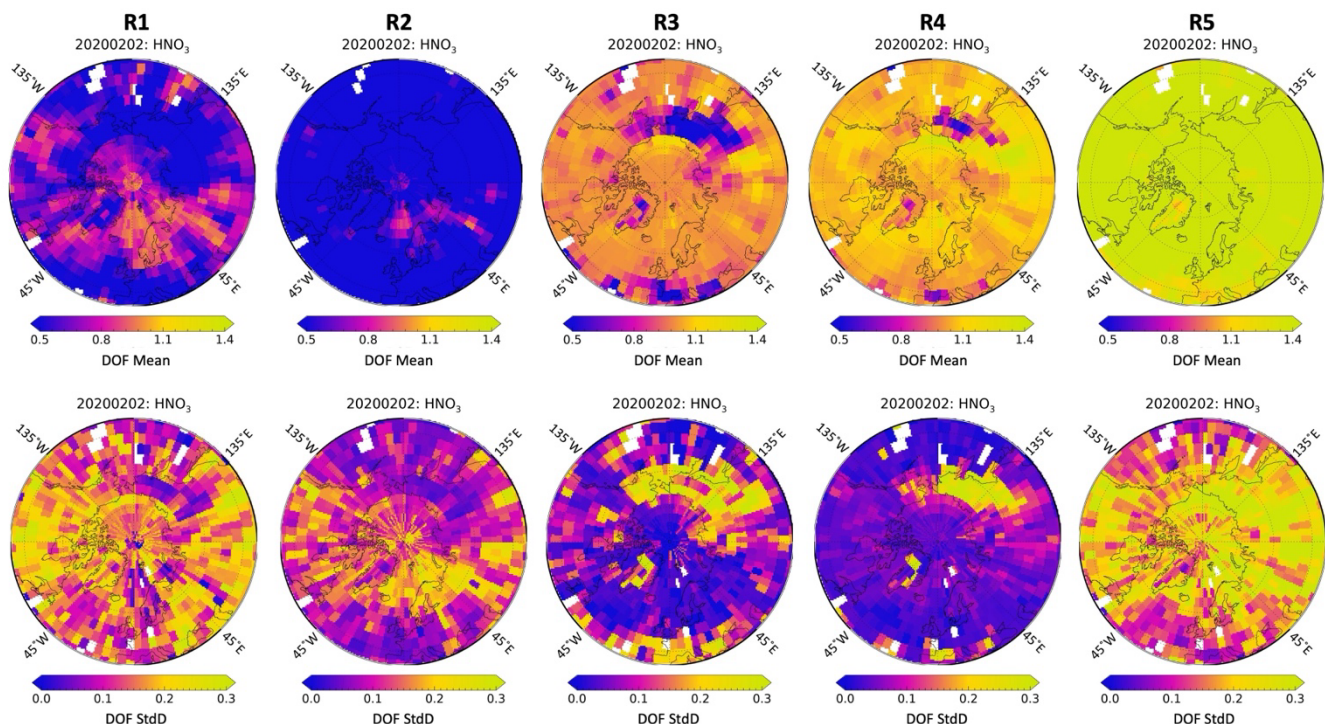 R1 R2 R3 R4 R5
20200202: HNO₃ 20200202: HNO₃ 20200202: HNO₃ 20200202: HNO₃ 20200202: HNO₃
135°W 135°E 135°W 135°E 135°W 135°E 135°W 135°E 135°W 135°E
45°W 45°E 45°W 45°E 45°W 45°E 45°W 45°E 45°W 45°E
0.5 0.8 1.1 1.4 0.5 0.8 1.1 1.4 0.5 0.8 1.1 1.4 0.5 0.8 1.1 1.4 0.5 0.8 1.1 1.4
DOF Mean DOF Mean DOF Mean DOF Mean DOF Mean
20200202: HNO₃ 20200202: HNO₃ 20200202: HNO₃ 20200202: HNO₃ 20200202: HNO₃
135°W 135°E 135°W 135°E 135°W 135°E 135°W 135°E 135°W 135°E
45°W 45°E 45°W 45°E 45°W 45°E 45°W 45°E 45°W 45°E
0.0 0.1 0.2 0.3 0.0 0.1 0.2 0.3 0.0 0.1 0.2 0.3 0.0 0.1 0.2 0.3 0.0 0.1 0.2 0.3
DOF StdD DOF StdD DOF StdD DOF StdD DOF StdD